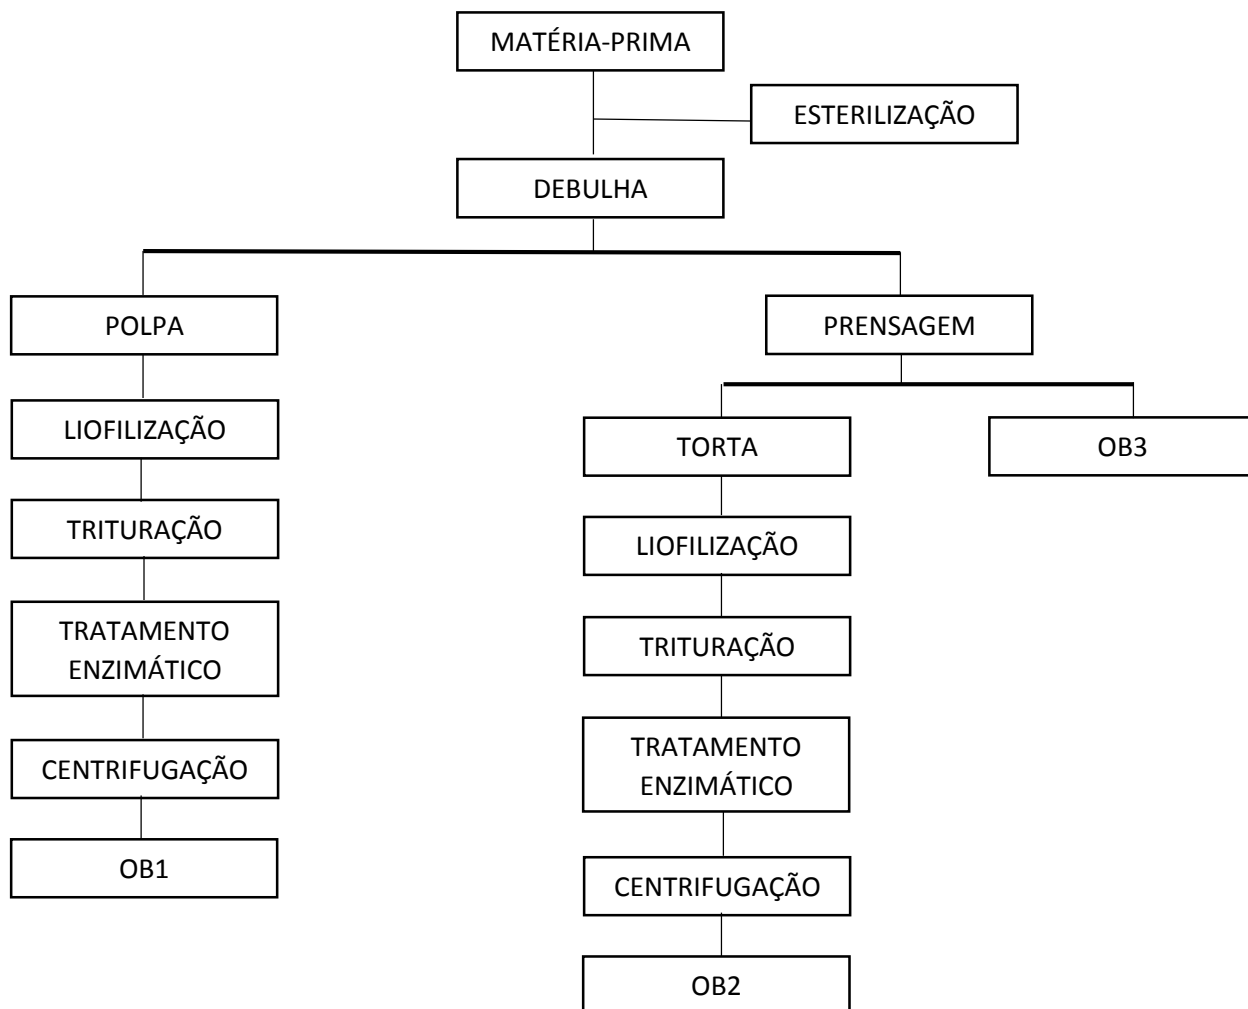 MATÉRIA-PRIMA
ESTERILIZAÇÃO
DEBULHA
POLPA
LIOFILIZAÇÃO
TRITURAÇÃO
TRATAMENTO
ENZIMÁTICO
CENTRIFUGAÇÃO
OB1
PRENSAGEM
TORTA
LIOFILIZAÇÃO
TRITURAÇÃO
TRATAMENTO
ENZIMÁTICO
CENTRIFUGAÇÃO
OB2
OB3